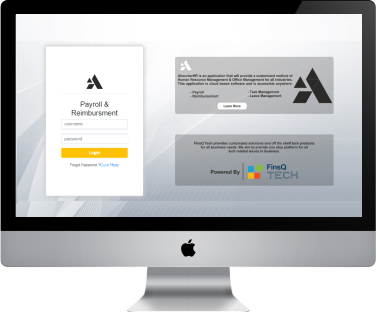 Payroll &
Reimbursment
username
password
Login
Forgot Password ?Click Here
is an application that will provide a customized method of
Human Resource Management & Office Management for all industries.
This application is cloud based software and is accessible anywhere.
- Payroll
- Task Management
- Reimbursement
- Leave Management
Learn More
FinsQ Tech provides customized solutions and off the shelf tech products
for all business needs. We aim to provide one stop platform for all
tech related issues in business.
Powered By
FinsQ
TECH